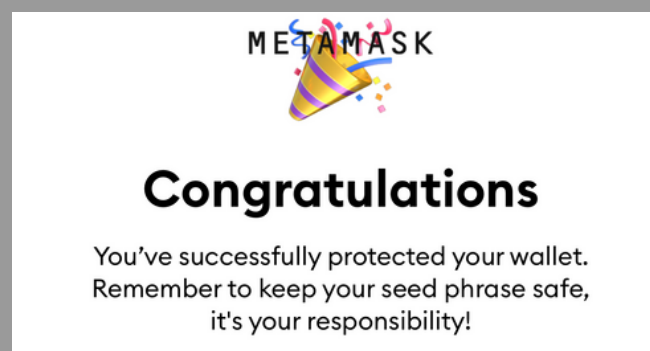 METAMASK
Congratulations
You’ve successfully protected your wallet.
Remember to keep your seed phrase safe,
it's your responsibility!